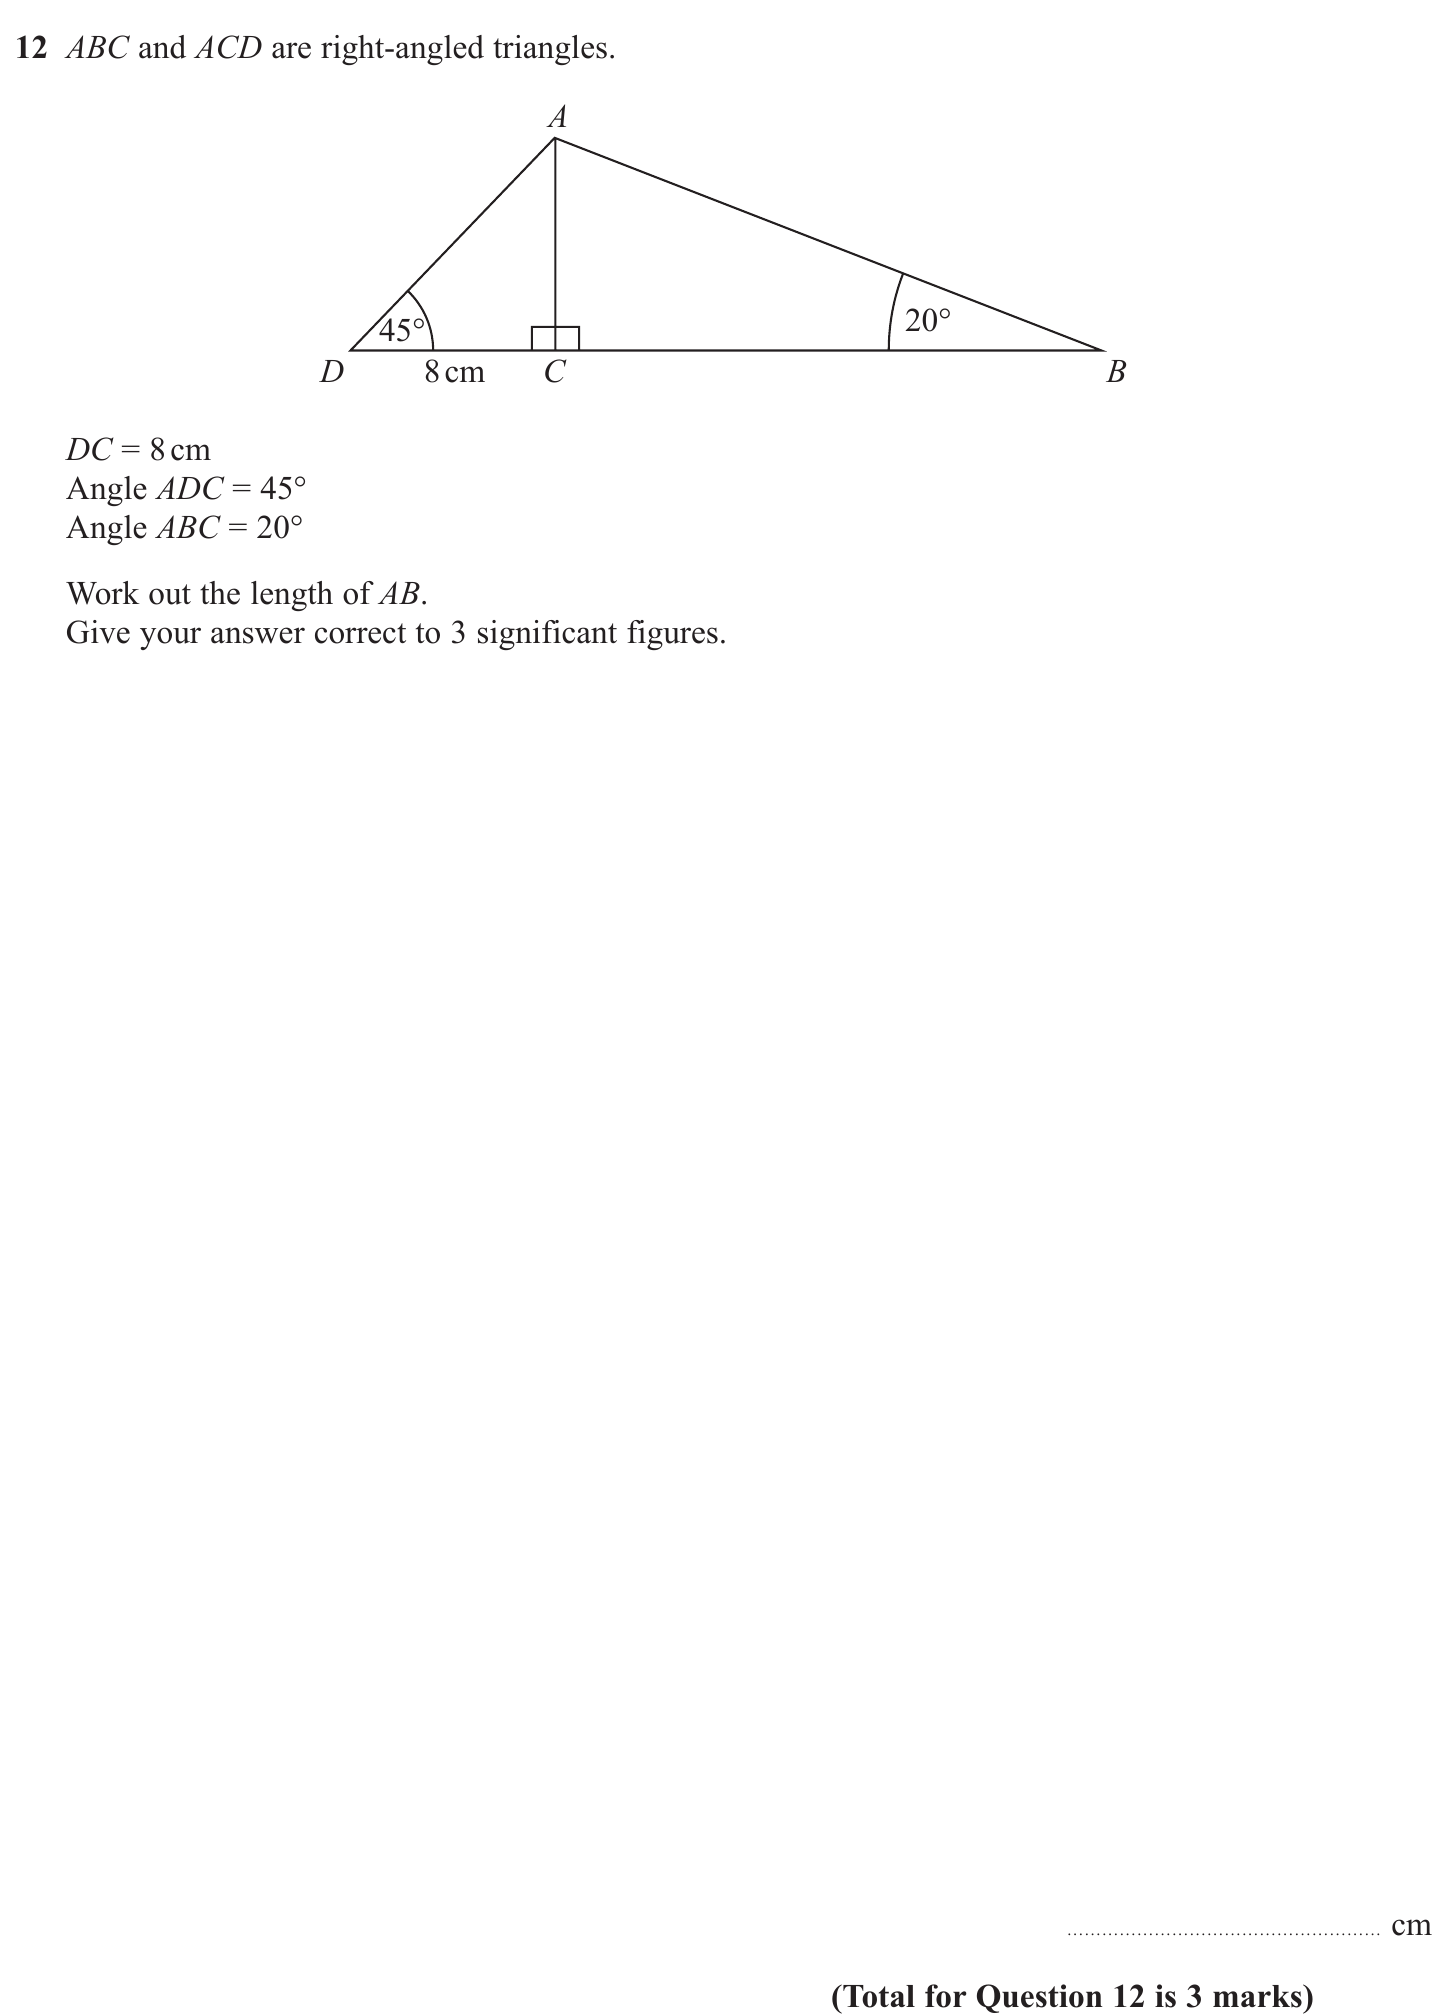 12 ABC and ACD are right-angled triangles.
A
45°
20°
D
8 cm
C
B
DC = 8 cm
Angle ADC = 45°
Angle ABC = 20°
Work out the length of AB.
Give your answer correct to 3 significant figures.
...................................................... cm
(Total for Question 12 is 3 marks)